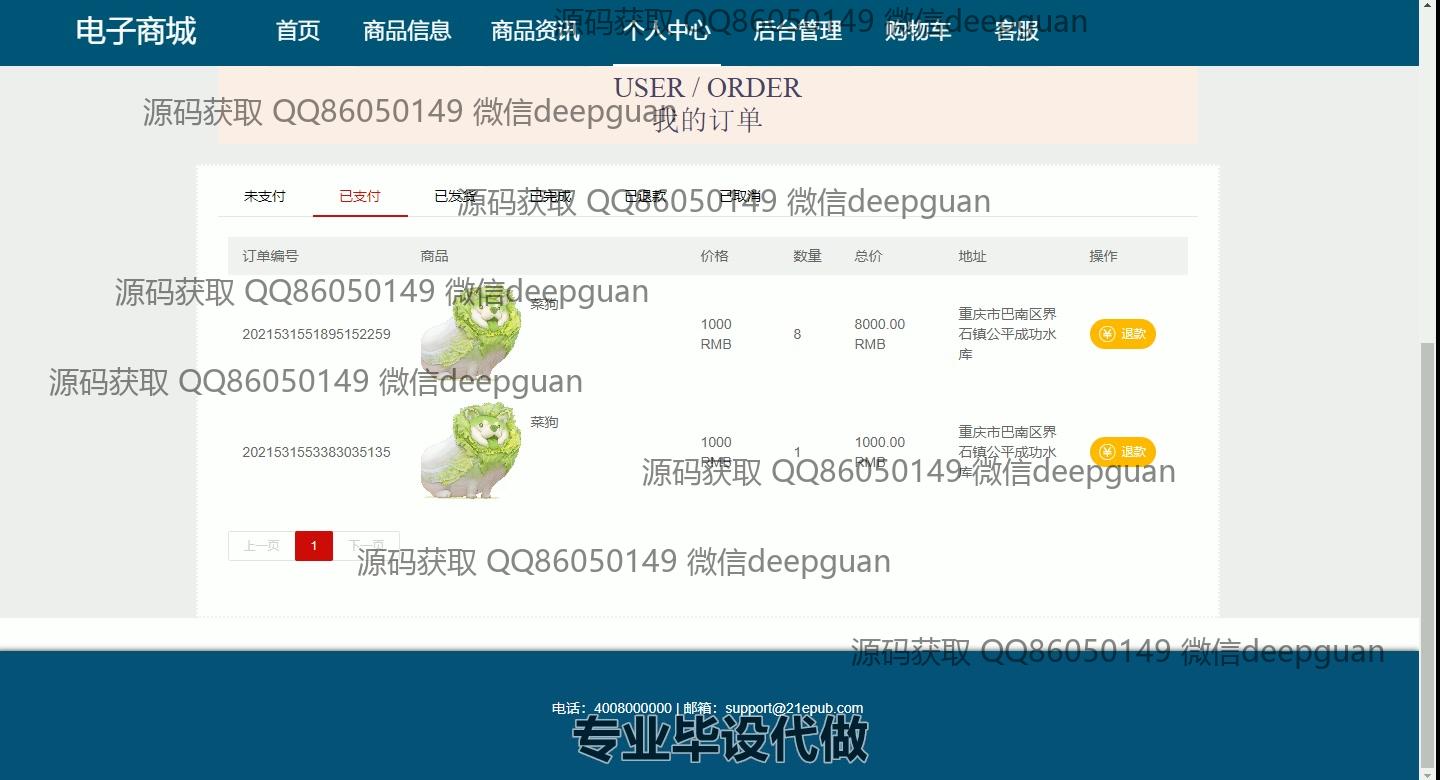 电子商城 首页 商品信息 商品资讯 个人中心 后台管理 购物车 客服
源码获取 QQ86050149 微信deepguan
USER / ORDER
源码获取 QQ86050149 微信deepguan
我的订单
未支付 已支付 已发货 已完成 已退款 已取消
源码获取 QQ86050149 微信deepguan
订单编号 商品 价格 数量 总价 地址 操作
源码获取 QQ86050149 微信deepguan
菜狗
2021531551895152259 1000 RMB 8 8000.00 RMB 重庆市巴南区界石镇公平成功水库 退款
源码获取 QQ86050149 微信deepguan
菜狗
2021531553383035135 1000 RMB 1 1000.00 RMB 重庆市巴南区界石镇公平成功水库 退款
源码获取 QQ86050149 微信deepguan
上一页 1 下一页
源码获取 QQ86050149 微信deepguan
源码获取 QQ86050149 微信deepguan
电话：4008000000 | 邮箱：support@21epub.com
专业毕设代做